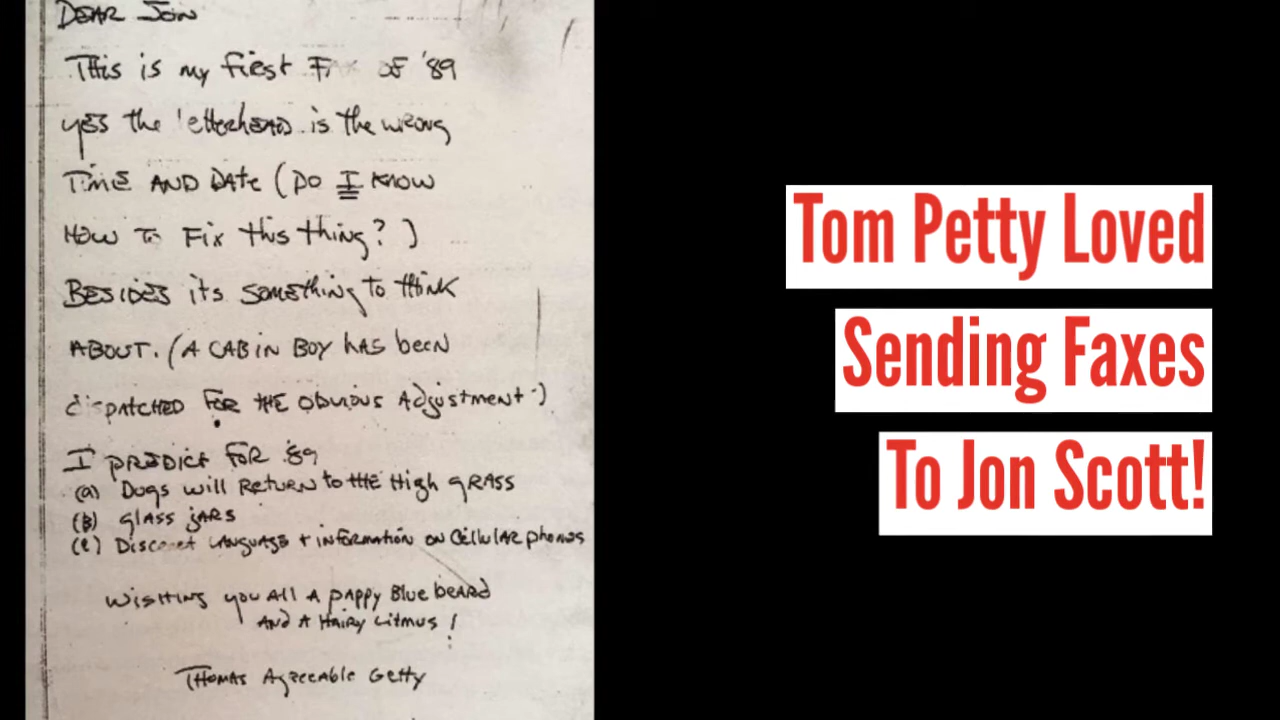 DEAR JON
This is my first FAX OF '89
yes the letterhead is the wrong
TIME AND DATE (DO I KNOW
HOW TO FIX this thing?)
BESIDES its something to think
ABOUT. (A CABIN BOY has been
dispatched FOR THE Obvious Adjustment.)
I PREDICT FOR 89
(a) Dogs will RETURN to the High gRASS
(B) glass jARS
(C) Discreet LANGUAGE + information on Cellular phones
Wishing you All A pappy Blue beard
And A Hairy Litmus!
Thomas Agreeable Getty
Tom Petty Loved
Sending Faxes
To Jon Scott!